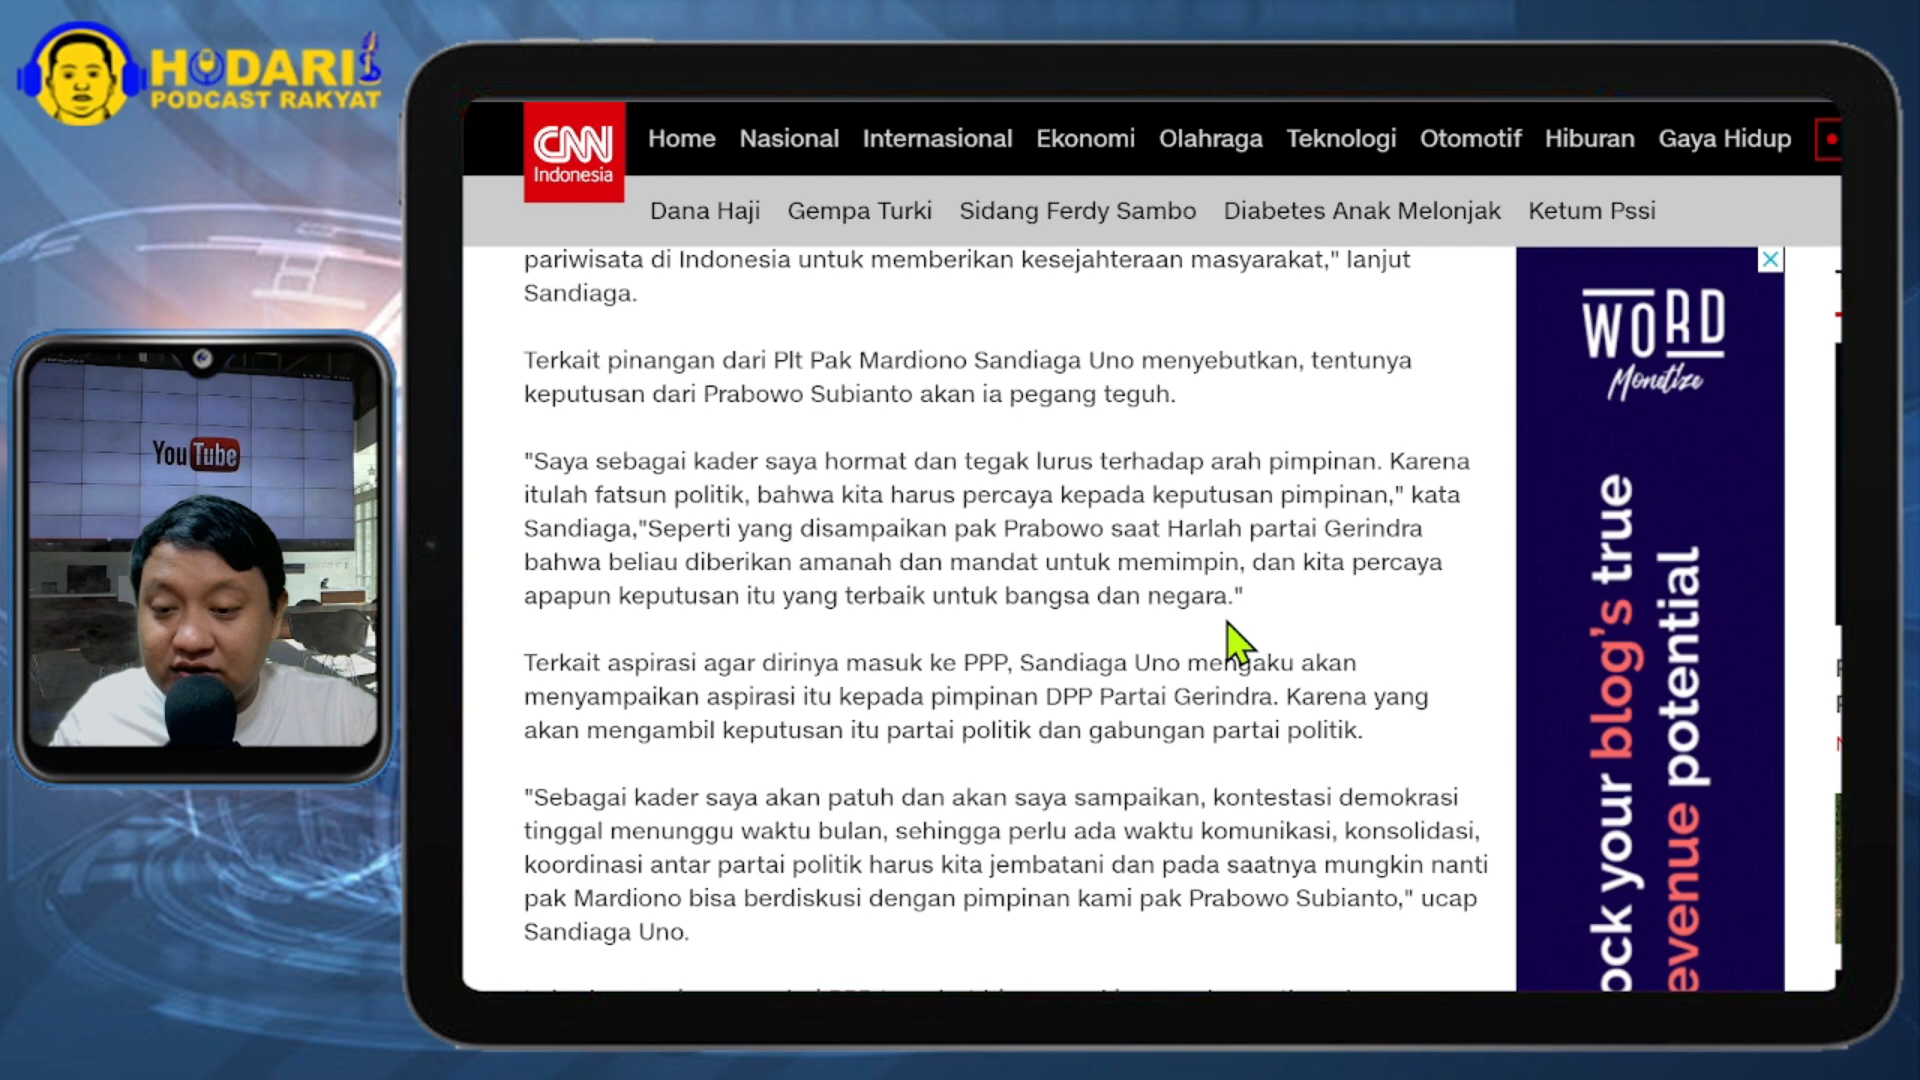 HODARI
PODCAST RAKYAT
CNN
Indonesia
Home Nasional Internasional Ekonomi Olahraga Teknologi Otomotif Hiburan Gaya Hidup
Dana Haji Gempa Turki Sidang Ferdy Sambo Diabetes Anak Melonjak Ketum Pssi
pariwisata di Indonesia untuk memberikan kesejahteraan masyarakat," lanjut
Sandiaga.
Terkait pinangan dari Plt Pak Mardiono Sandiaga Uno menyebutkan, tentunya
keputusan dari Prabowo Subianto akan ia pegang teguh.
"Saya sebagai kader saya hormat dan tegak lurus terhadap arah pimpinan. Karena
itulah fatsun politik, bahwa kita harus percaya kepada keputusan pimpinan," kata
Sandiaga,"Seperti yang disampaikan pak Prabowo saat Harlah partai Gerindra
bahwa beliau diberikan amanah dan mandat untuk memimpin, dan kita percaya
apapun keputusan itu yang terbaik untuk bangsa dan negara."
Terkait aspirasi agar dirinya masuk ke PPP, Sandiaga Uno mengaku akan
menyampaikan aspirasi itu kepada pimpinan DPP Partai Gerindra. Karena yang
akan mengambil keputusan itu partai politik dan gabungan partai politik.
"Sebagai kader saya akan patuh dan akan saya sampaikan, kontestasi demokrasi
tinggal menunggu waktu bulan, sehingga perlu ada waktu komunikasi, konsolidasi,
koordinasi antar partai politik harus kita jembatani dan pada saatnya mungkin nanti
pak Mardiono bisa berdiskusi dengan pimpinan kami pak Prabowo Subianto," ucap
Sandiaga Uno.
WORD
Monetize
ock your blog's true
evenue potential
YouTube